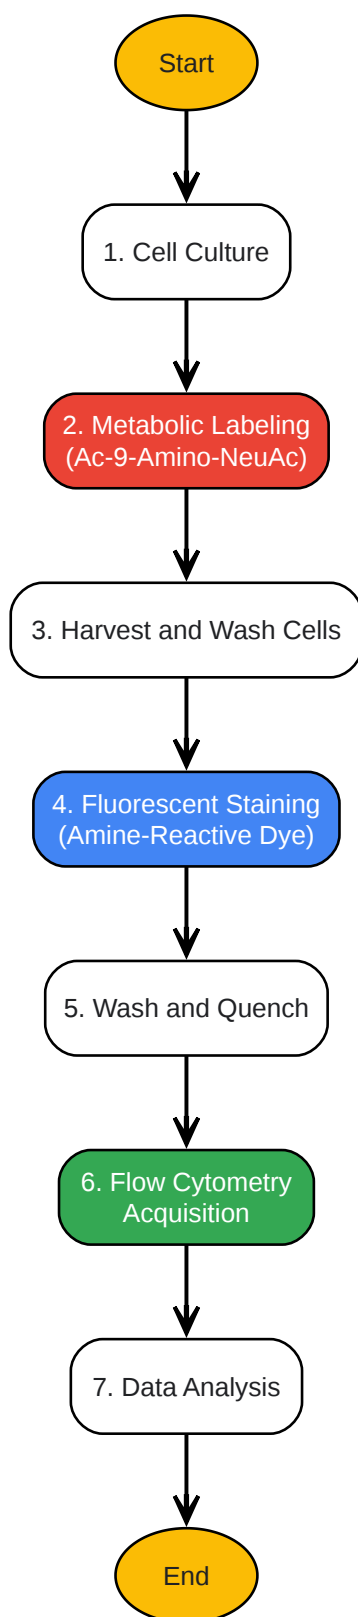 Start
1. Cell Culture
2. Metabolic Labeling
(Ac-9-Amino-NeuAc)
3. Harvest and Wash Cells
4. Fluorescent Staining
(Amine-Reactive Dye)
5. Wash and Quench
6. Flow Cytometry
Acquisition
7. Data Analysis
End